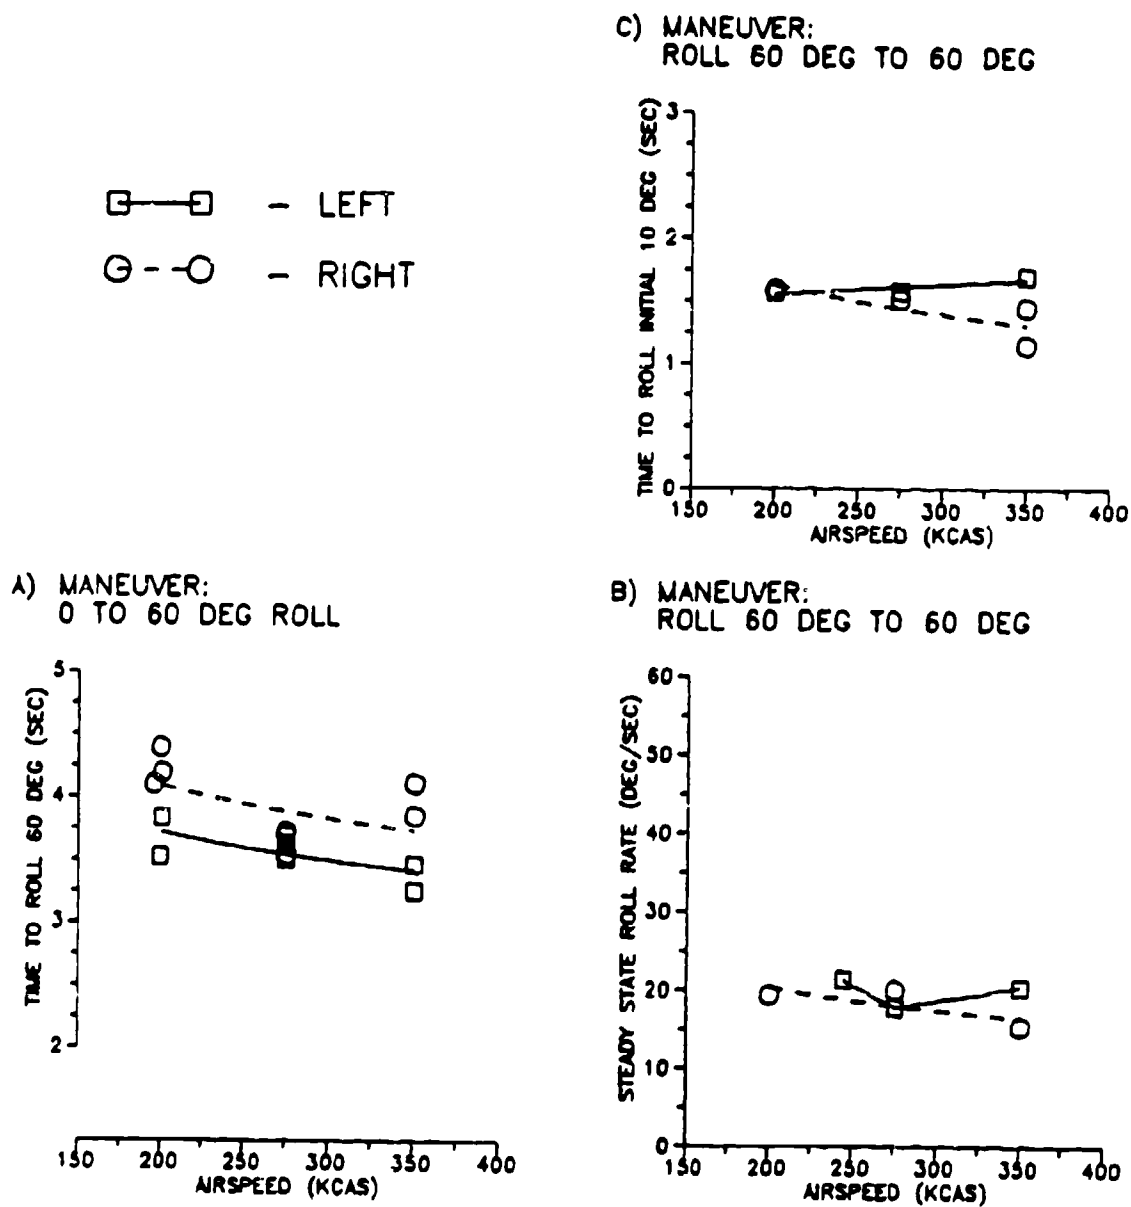 C) MANEUVER:
ROLL 60 DEG TO 60 DEG
TIME TO ROLL INITIAL 10 DEG (SEC)
3
2
1
0
150 200 250 300 350 400
AIRSPEED (KCAS)
- LEFT
- RIGHT
A) MANEUVER:
0 TO 60 DEG ROLL
TIME TO ROLL 60 DEG (SEC)
5
4
3
2
150 200 250 300 350 400
AIRSPEED (KCAS)
B) MANEUVER:
ROLL 60 DEG TO 60 DEG
STEADY STATE ROLL RATE (DEG/SEC)
60
50
40
30
20
10
0
150 200 250 300 350 400
AIRSPEED (KCAS)